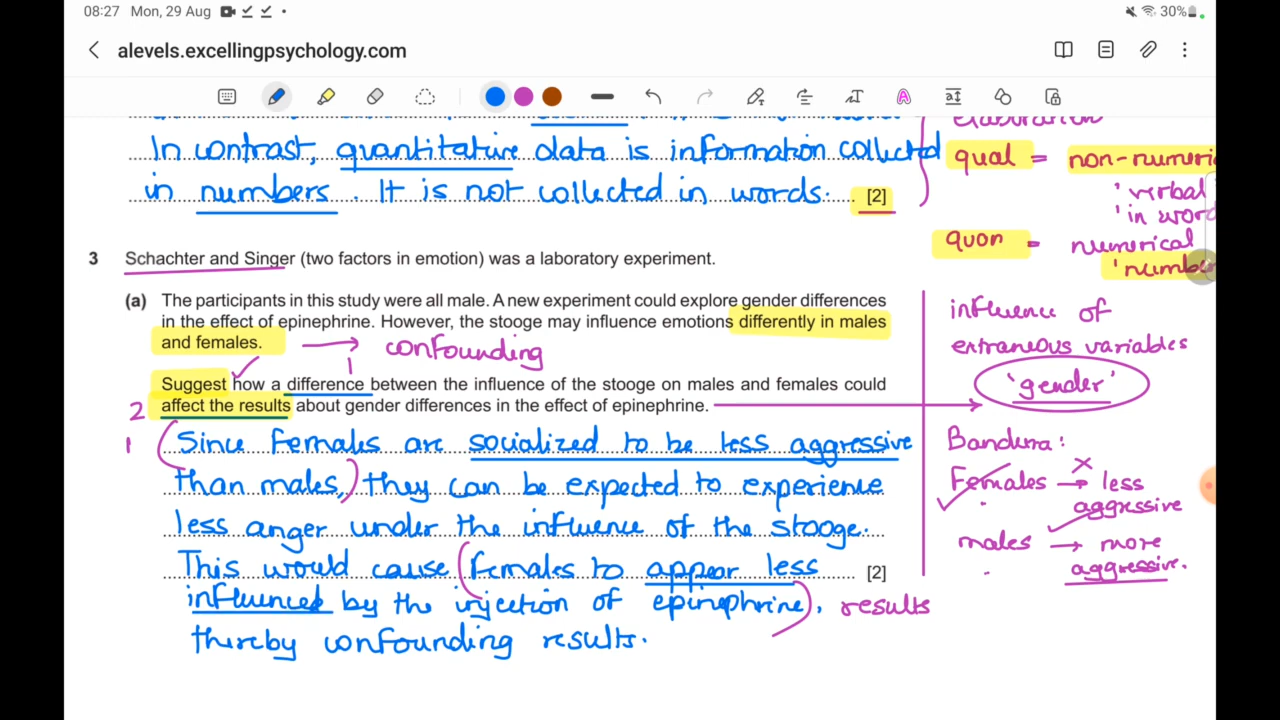 08:27 Mon, 29 Aug
30%
alevels.excellingpsychology.com
elaboration
In contrast, quantitative data is information collected
in numbers. It is not collected in words. [2]
qual = non-numeric
' verbal
' in word
quan = numerical
' number
3 Schachter and Singer (two factors in emotion) was a laboratory experiment.
(a) The participants in this study were all male. A new experiment could explore gender differences
in the effect of epinephrine. However, the stooge may influence emotions differently in males
and females. → confounding
1
Suggest how a difference between the influence of the stooge on males and females could
2 affect the results about gender differences in the effect of epinephrine.
1 (Since females are socialized to be less aggressive
than males,) they can be expected to experience
less anger under the influence of the stooge.
This would cause (females to appear less [2]
influenced by the injection of epinephrine), results
thereby confounding results.
influence of
extraneous variables
'gender'
Bandura:
Females → less
aggressive
males → more
aggressive.